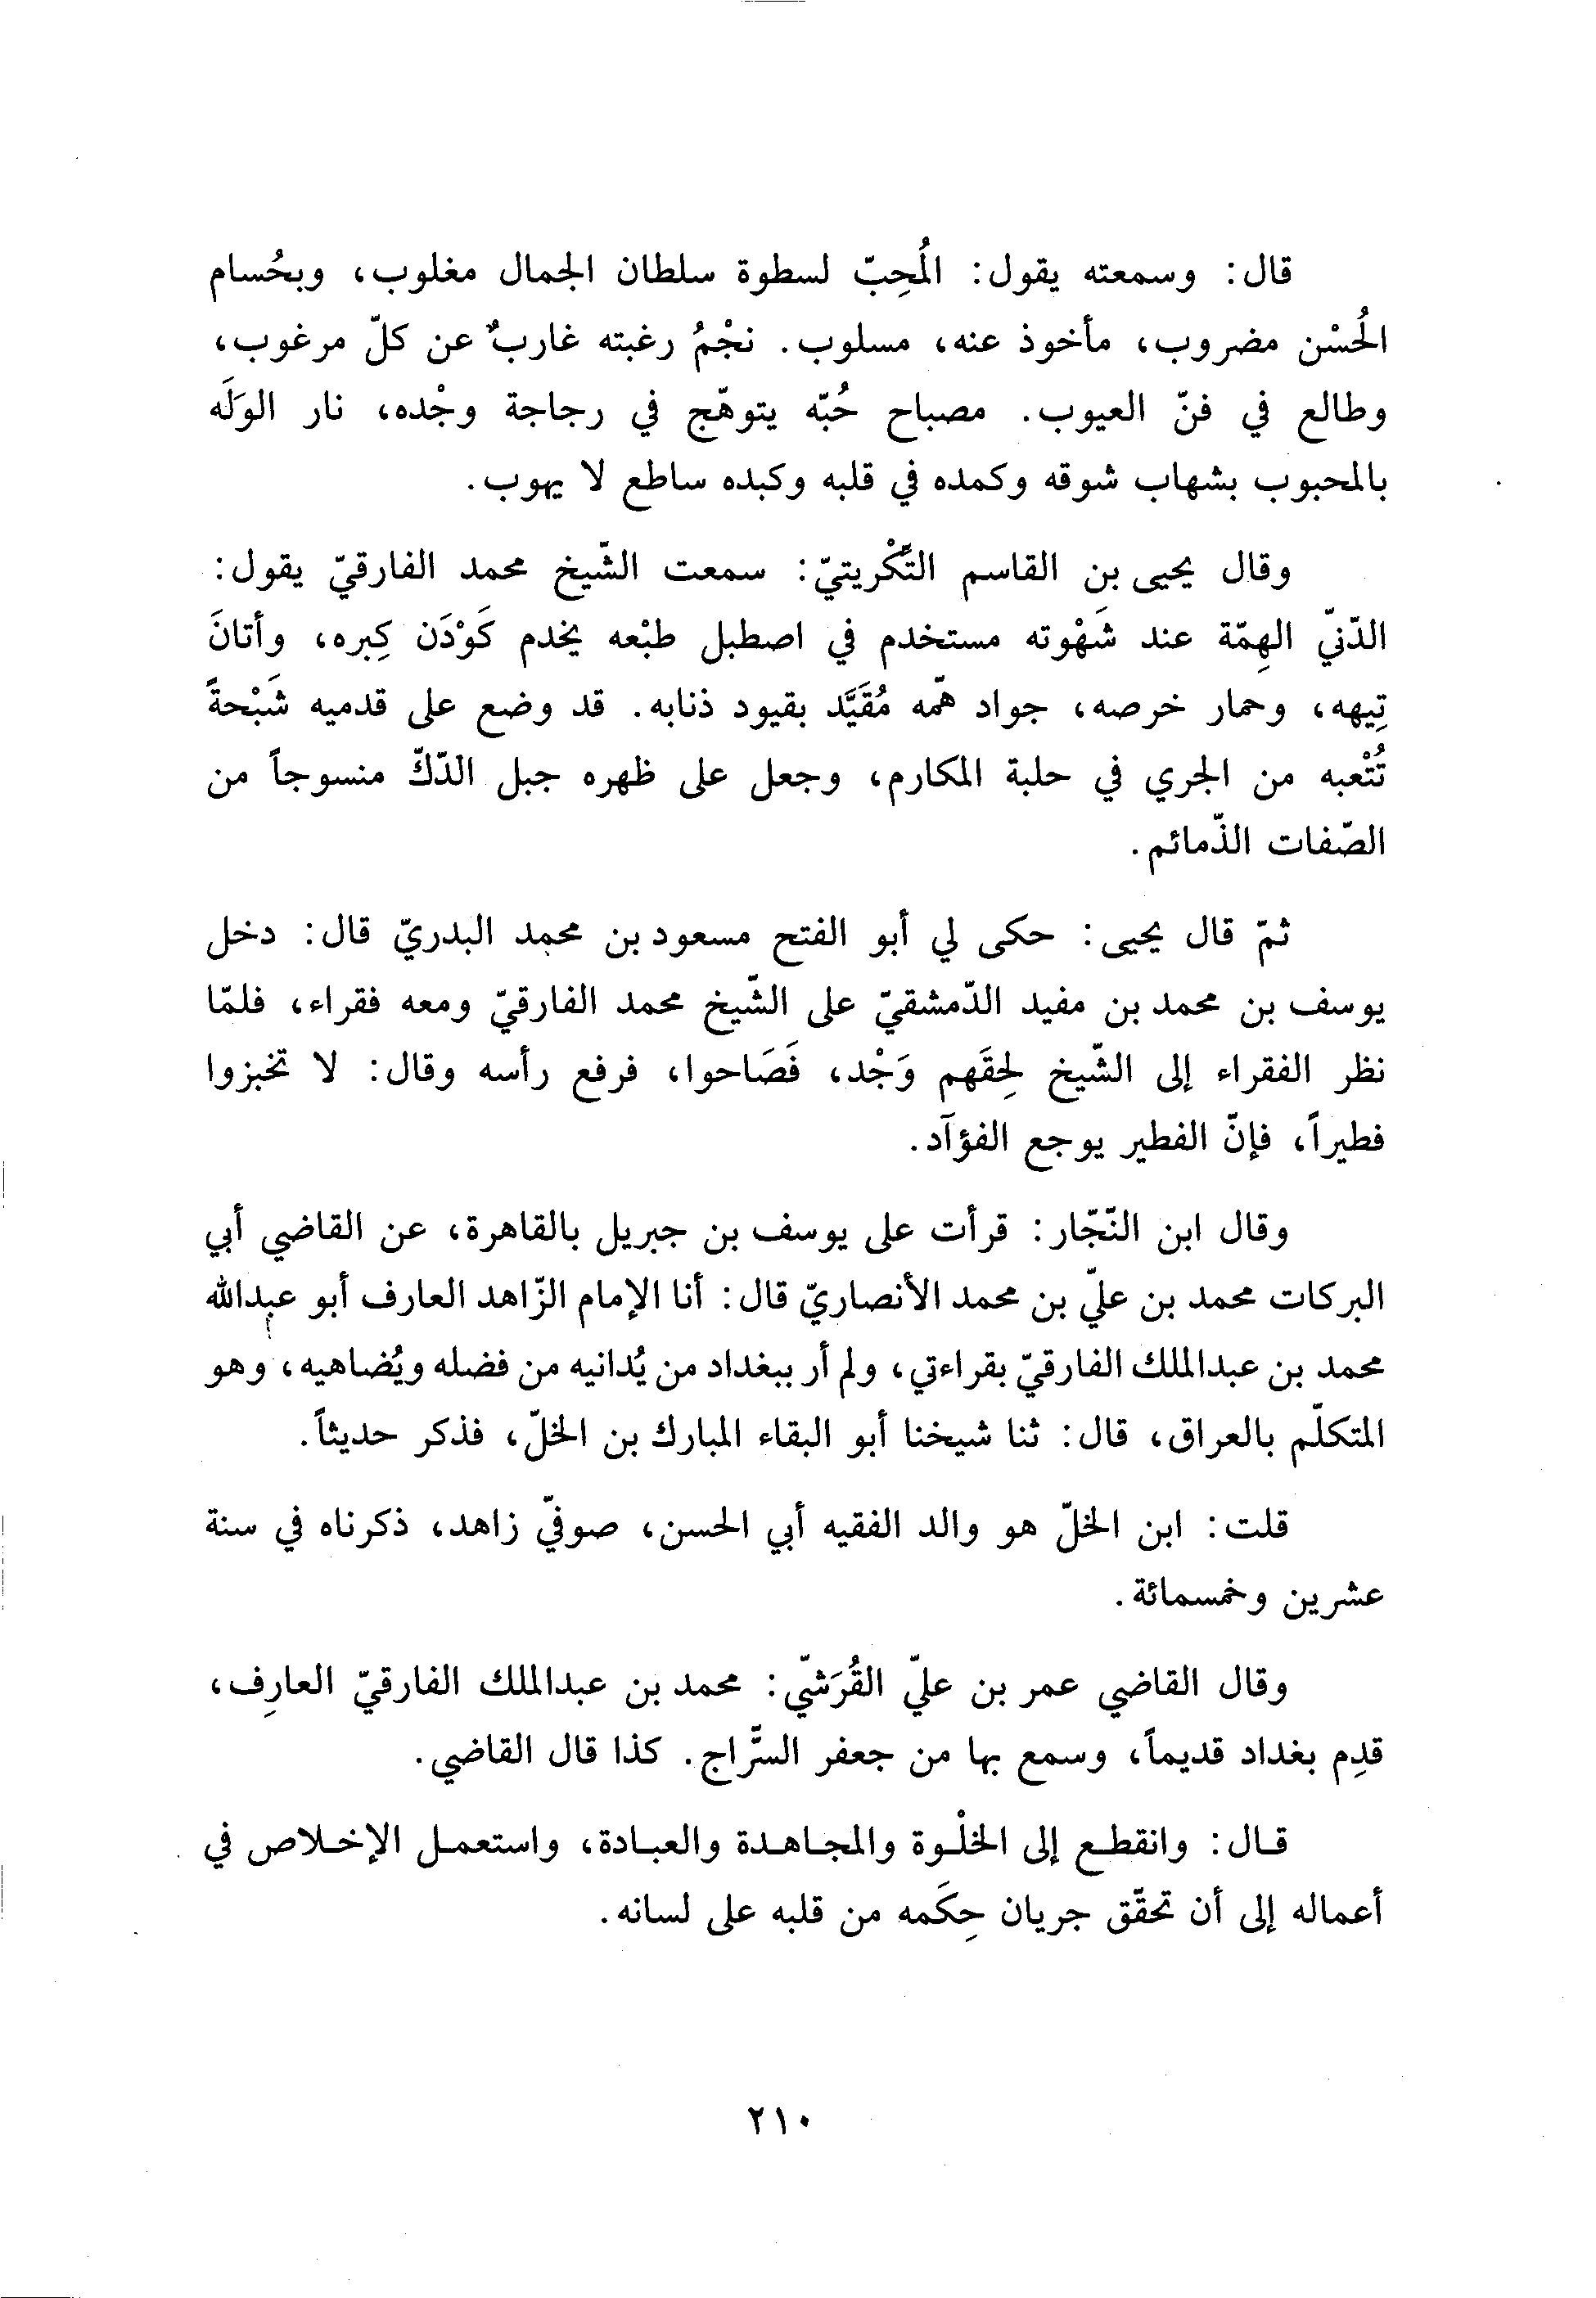 قال: وسمعته يقول: المُحِبّ لسطوة سلطان الجمال مغلوب، وبحُسام
الحُسْن مضروب، مأخوذ عنه، مسلوب. نجْمُ رغبته غاربٌ عن كلّ مرغوب،
وطالع في فنّ العيوب. مصباح حُبّه يتوهّج في رجاجة وجْده، نار الوَلَه
بالمحبوب بشهاب شوقه وكمده في قلبه وكبده ساطع لا يهوب.
وقال يحيى بن القاسم التَّكْريتيّ: سمعت الشّيخ محمد الفارقيّ يقول:
الدّنيّ الهِمّة عند شَهْوته مستخدم في اصطبل طبْعه يخدم كَوْدَن كِبره، وأتانَ
تِيهه، وحمار خرصه، جواد همّه مُقَيَّد بقيود ذنابه. قد وضع على قدميه شَبْحةً
تُتْعبه من الجري في حلبة المكارم، وجعل على ظهره جبل الدّكّ منسوجاً من
الصّفات الذّمائم.
ثمّ قال يحيى: حكى لي أبو الفتح مسعود بن محمد البدريّ قال: دخل
يوسف بن محمد بن مفيد الدّمشقيّ على الشّيخ محمد الفارقيّ ومعه فقراء، فلمّا
نظر الفقراء إلى الشّيخ لِحقَهم وَجْد، فَصَاحوا، فرفع رأسه وقال: لا تخبزوا
فطيراً، فإنّ الفطير يوجع الفؤآد.
وقال ابن النّجّار: قرأت على يوسف بن جبريل بالقاهرة، عن القاضي أبي
البركات محمد بن عليّ بن محمد الأنصاريّ قال: أنا الإمام الزّاهد العارف أبو عبدالله
محمد بن عبدالملك الفارقيّ بقراءتي، ولم أر ببغداد من يُدانيه من فضله ويُضاهيه، وهو
المتكلّم بالعراق، قال: ثنا شيخنا أبو البقاء المبارك بن الخلّ، فذكر حديثاً.
قلت: ابن الخلّ هو والد الفقيه أبي الحسن، صوفيّ زاهد، ذكرناه في سنة
عشرين وخمسمائة.
وقال القاضي عمر بن عليّ القُرَشيّ: محمد بن عبدالملك الفارقيّ العارِف،
قدِم بغداد قديماً، وسمع بها من جعفر السرّاج. كذا قال القاضي.
قال: وانقطع إلى الخلْوة والمجاهدة والعبادة، واستعمل الإخلاص في
أعماله إلى أن تحقّق جريان حِكَمه من قلبه على لسانه.
٢١٠